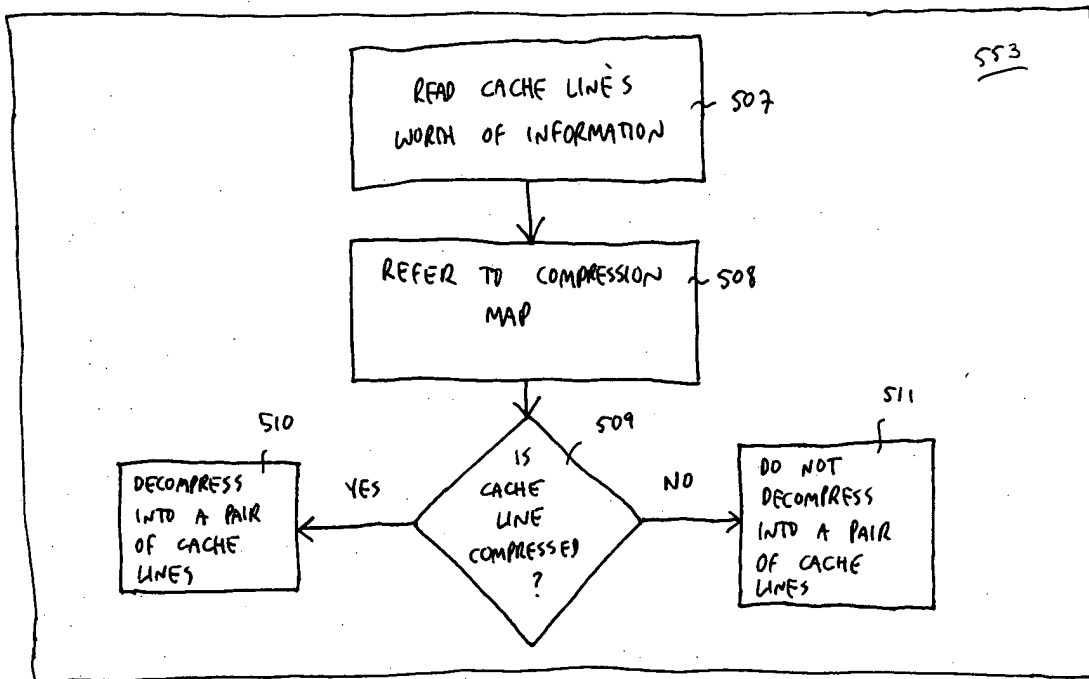 553
READ CACHE LINE'S
WORTH OF INFORMATION
507
REFER TO COMPRESSION
MAP
508
509
IS
CACHE
LINE
COMPRESSED
?
YES
510
DECOMPRESS
INTO A PAIR
OF CACHE
LINES
NO
511
DO NOT
DECOMPRESS
INTO A PAIR
OF CACHE
LINES